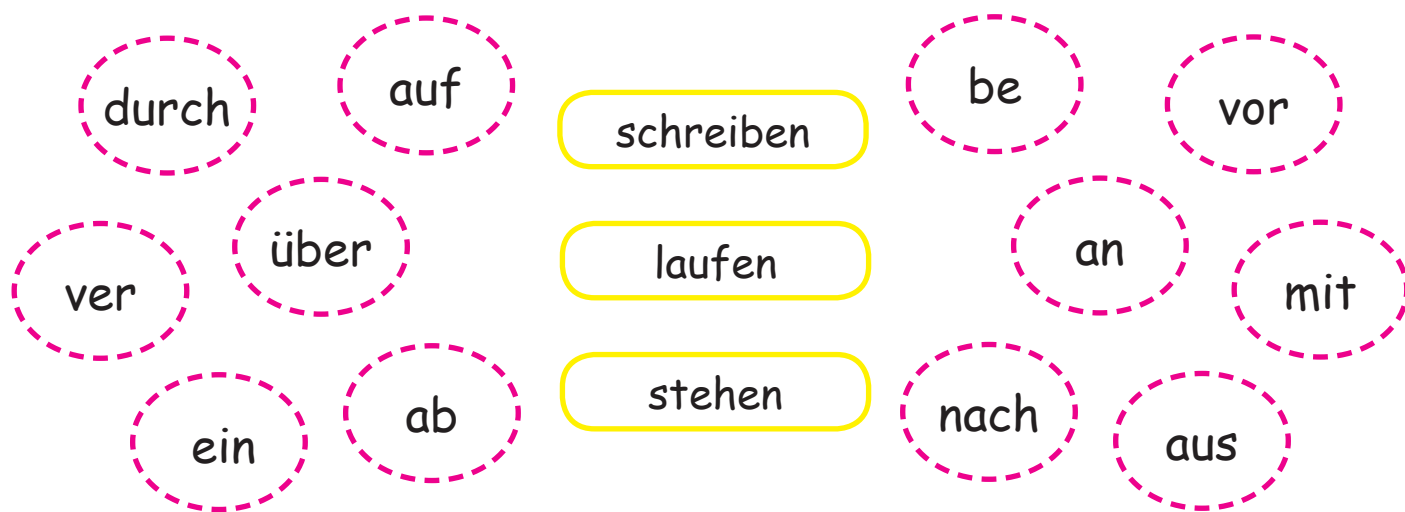 durch
auf
ver
über
ein
ab
schreiben
laufen
stehen
be
vor
an
mit
nach
aus